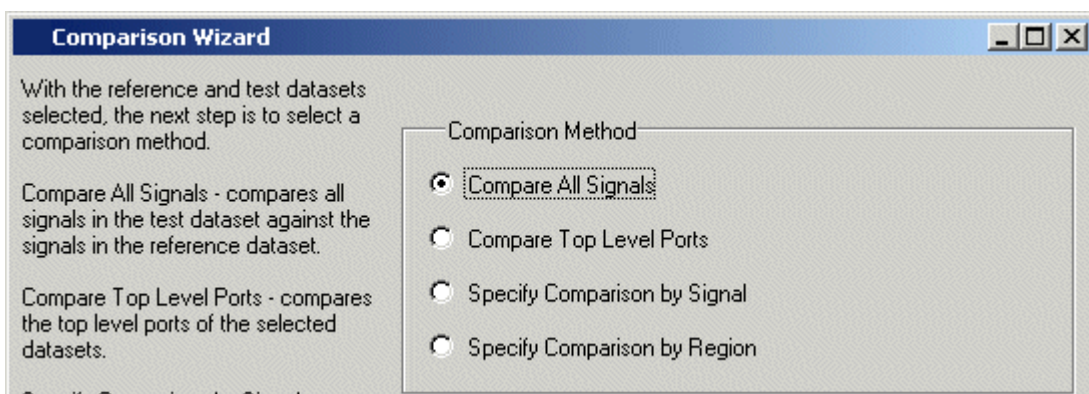 Comparison Wizard
With the reference and test datasets
selected, the next step is to select a
comparison method.
Compare All Signals - compares all
signals in the test dataset against the
signals in the reference dataset.
Compare Top Level Ports - compares
the top level ports of the selected
datasets.
Comparison Method
Compare All Signals
Compare Top Level Ports
Specify Comparison by Signal
Specify Comparison by Region